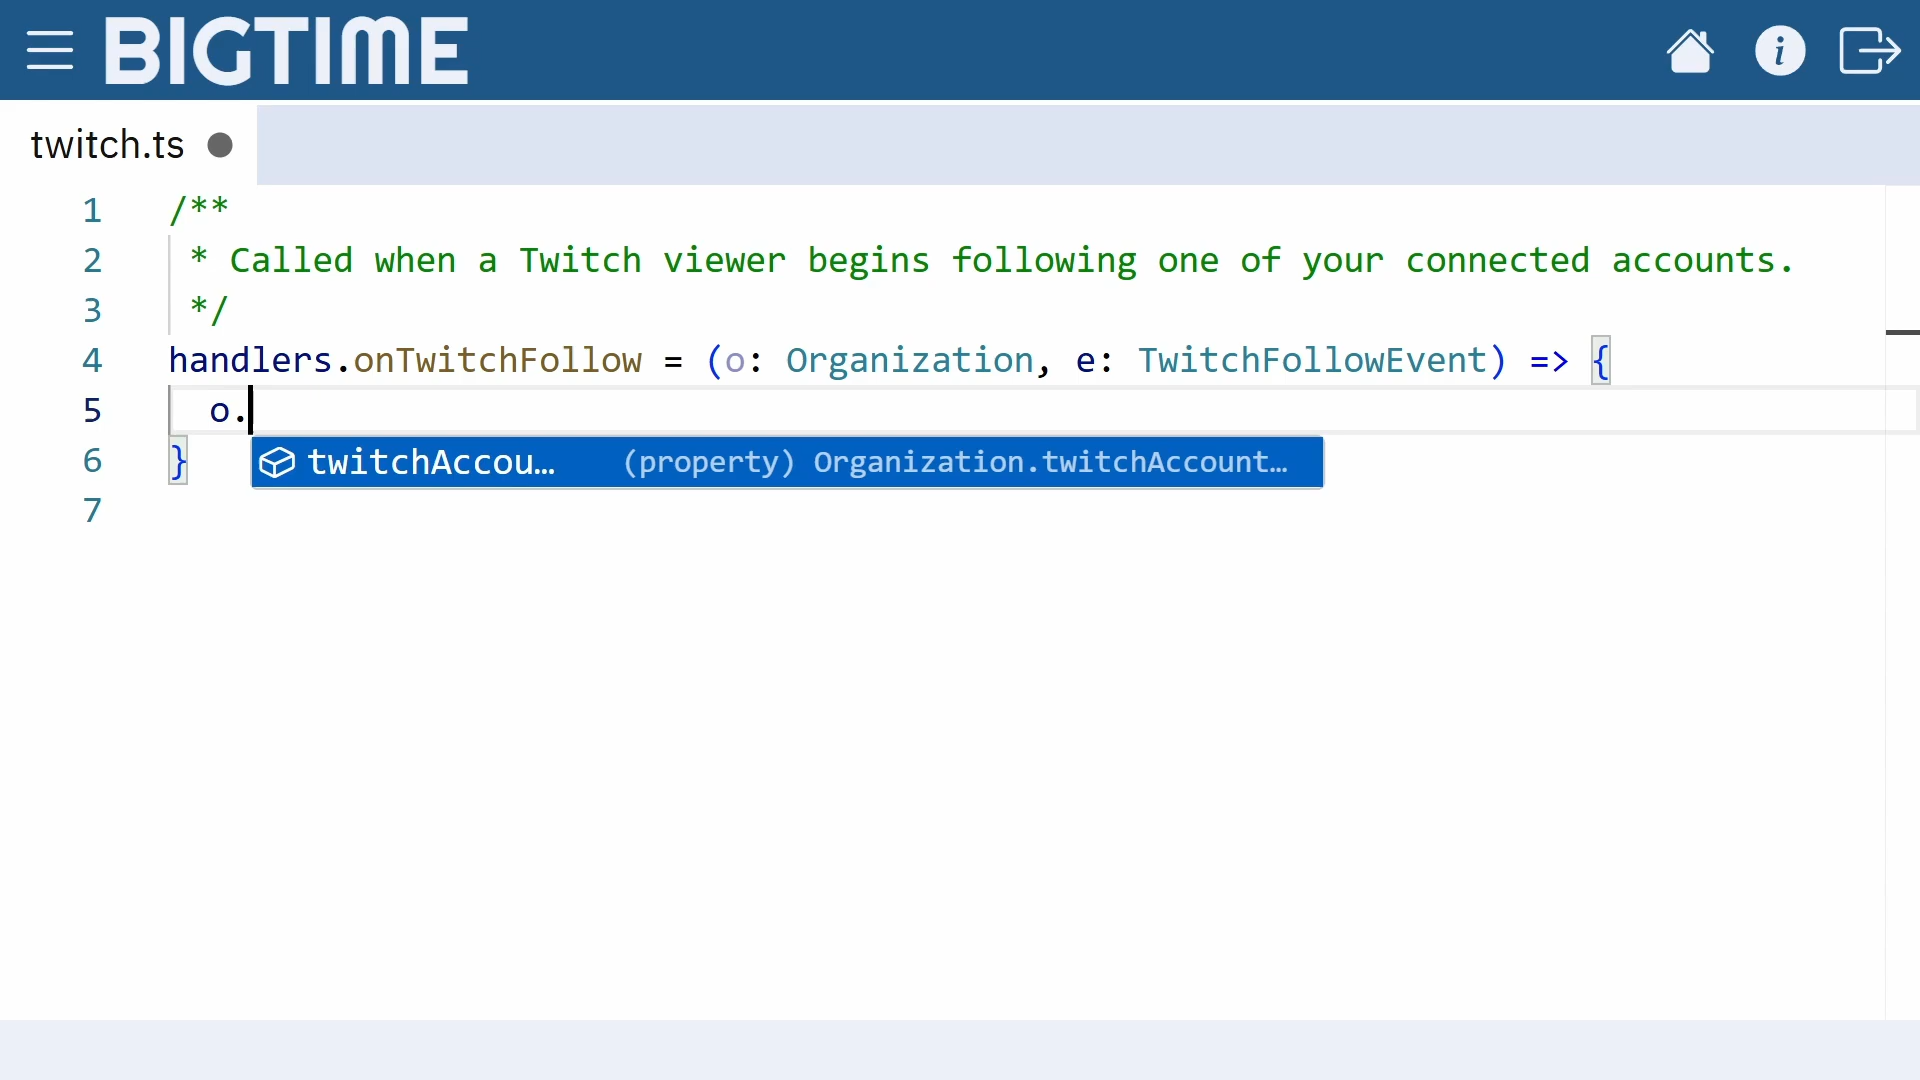 BIGTIME
i
twitch.ts
1 /**
2 * Called when a Twitch viewer begins following one of your connected accounts.
3 */
4 handlers.onTwitchFollow = (o: Organization, e: TwitchFollowEvent) => {
5 o.
6 } twitchAccou… (property) Organization.twitchAccount…
7